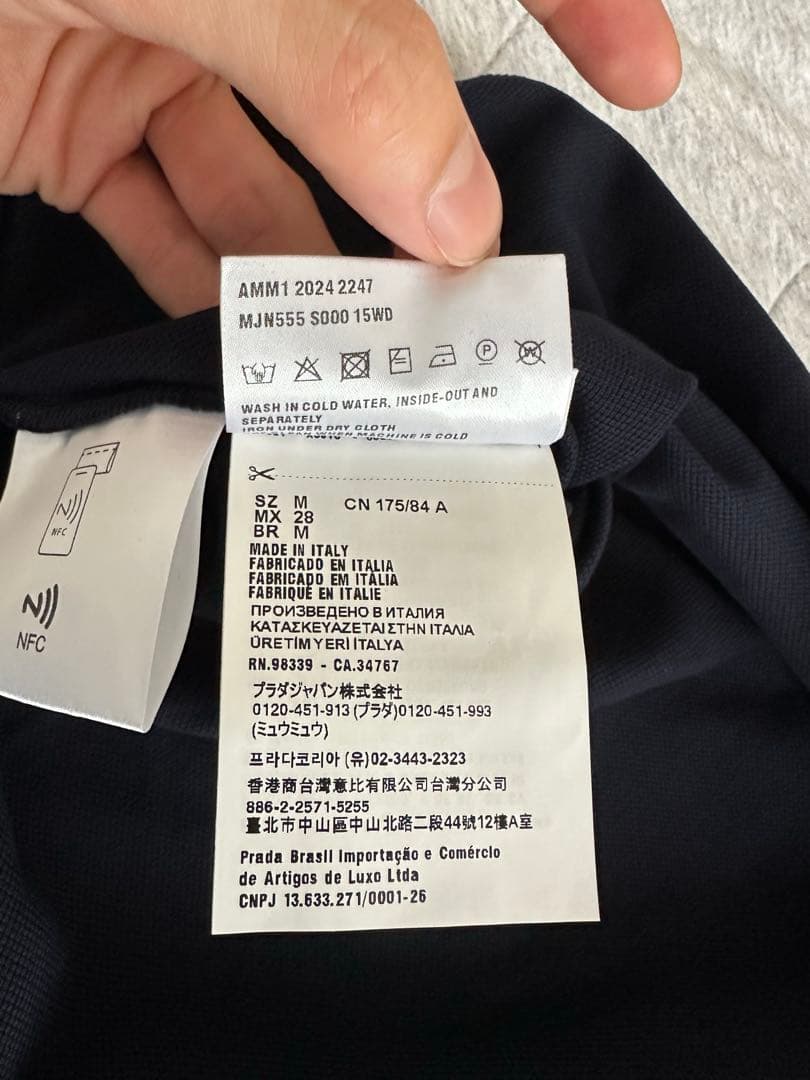 AMM1 2024 2247
MJN555 S000 15WD
P
W
WASH IN COLD WATER, INSIDE-OUT AND
SEPARATELY
IRON UNDER DRY CLOTH
WHEN MACHINE IS COLD
SZ M CN 175/84 A
MX 28
BR M
MADE IN ITALY
FABRICADO EN ITALIA
FABRICADO EM ITÁLIA
FABRIQUÉ EN ITALIE
ПРОИЗВЕДЕНО В ИТАЛИЯ
ΚΑΤΑΣΚΕΥΑΖΕΤΑΙ ΣΤΗΝ ΙΤΑΛΙΑ
ÜRETİM YERİ İTALYA
RN.98339 - CA.34767
プラダジャパン株式会社
0120-451-913 (プラダ)0120-451-993
(ミュウミュウ)
프라다코리아 (유)02-3443-2323
香港商台灣意比有限公司台灣分公司
886-2-2571-5255
臺北市中山區中山北路二段44號12樓A室
Prada Brasil Importação e Comércio
de Artigos de Luxo Ltda
CNPJ 13.633.271/0001-26
NFC
NFC